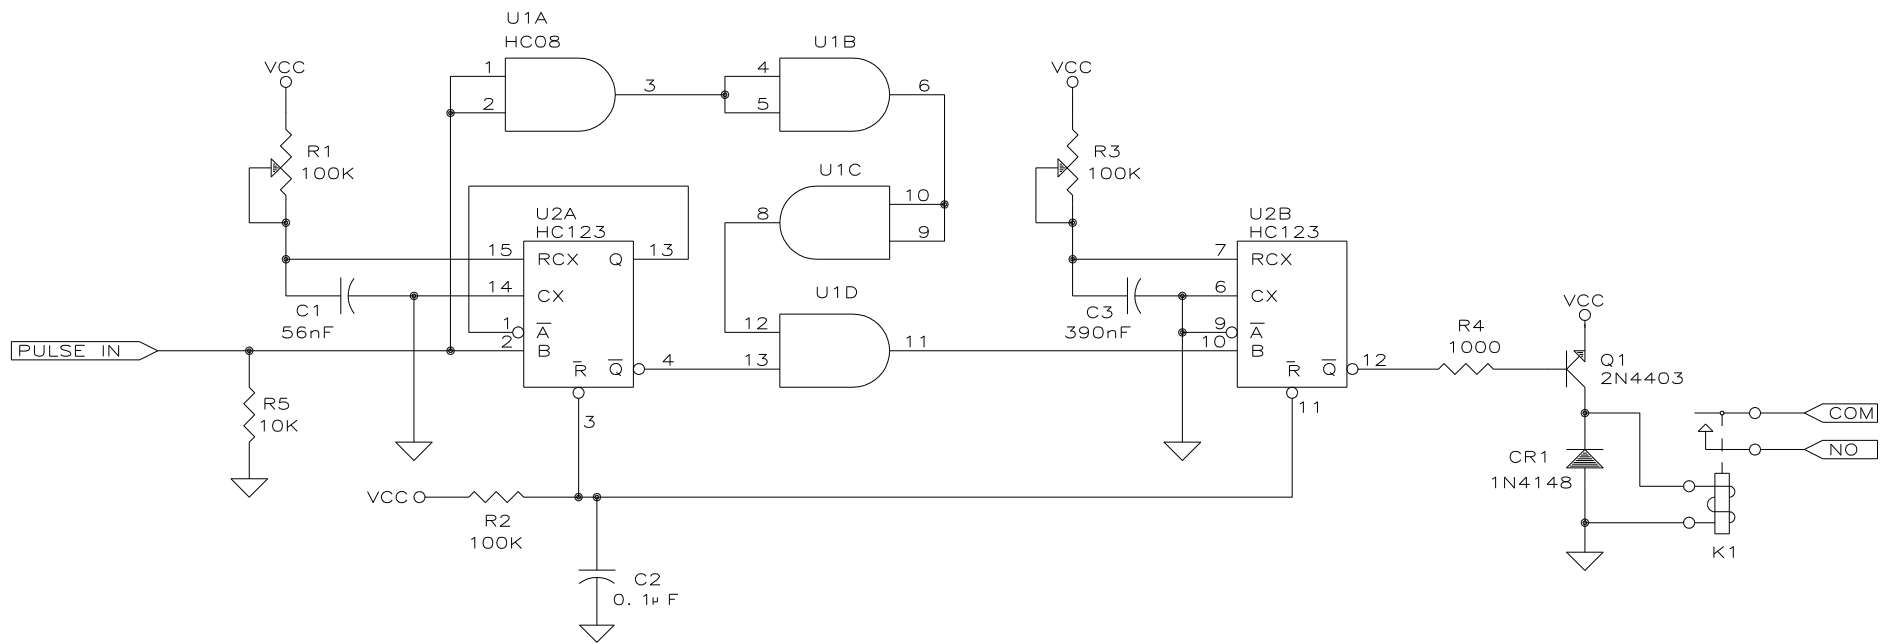 U1A
HC08
U1B
VCC
VCC
1
2
3
4
5
6
R1
100K
R3
100K
U1C
10
9
8
U2A
HC123
U2B
HC123
15
RCX
Q
13
7
RCX
14
CX
6
CX
C1
56nF
C3
390nF
U1D
VCC
1
A
12
9
A
R4
1000
PULSE IN
2
B
11
10
B
Q1
2N4403
R
Q
4
13
R
Q
12
R5
10K
3
11
COM
NO
CR1
1N4148
VCC
R2
100K
K1
C2
0.1µF